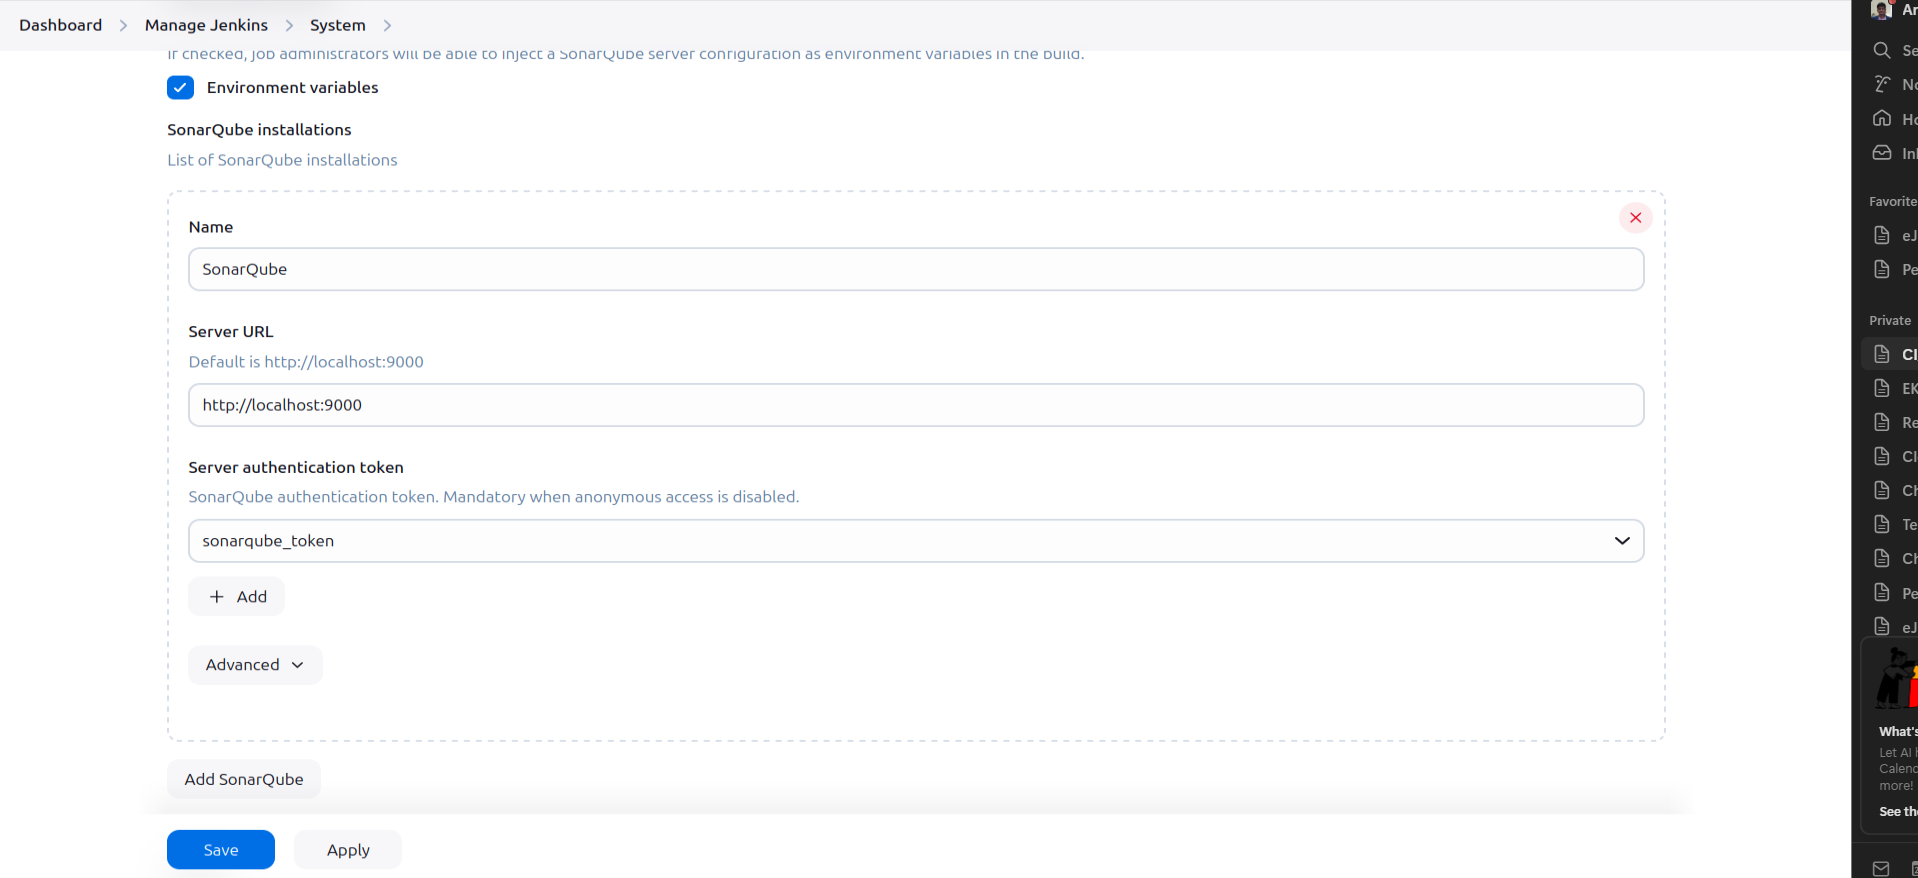 Dashboard > Manage Jenkins > System >
If checked, job administrators will be able to inject a SonarQube server configuration as environment variables in the build.
Environment variables
SonarQube installations
List of SonarQube installations
Name
SonarQube
Server URL
Default is http://localhost:9000
http://localhost:9000
Server authentication token
SonarQube authentication token. Mandatory when anonymous access is disabled.
sonarqube_token
+ Add
Advanced
Add SonarQube
Save
Apply
Ar
Se
No
Ho
In
Favorite
eJ
Pe
Private
CI
EK
Re
CI
Ch
Te
Ch
Pe
eJ
What's
Let AI
Calend
more!
See the